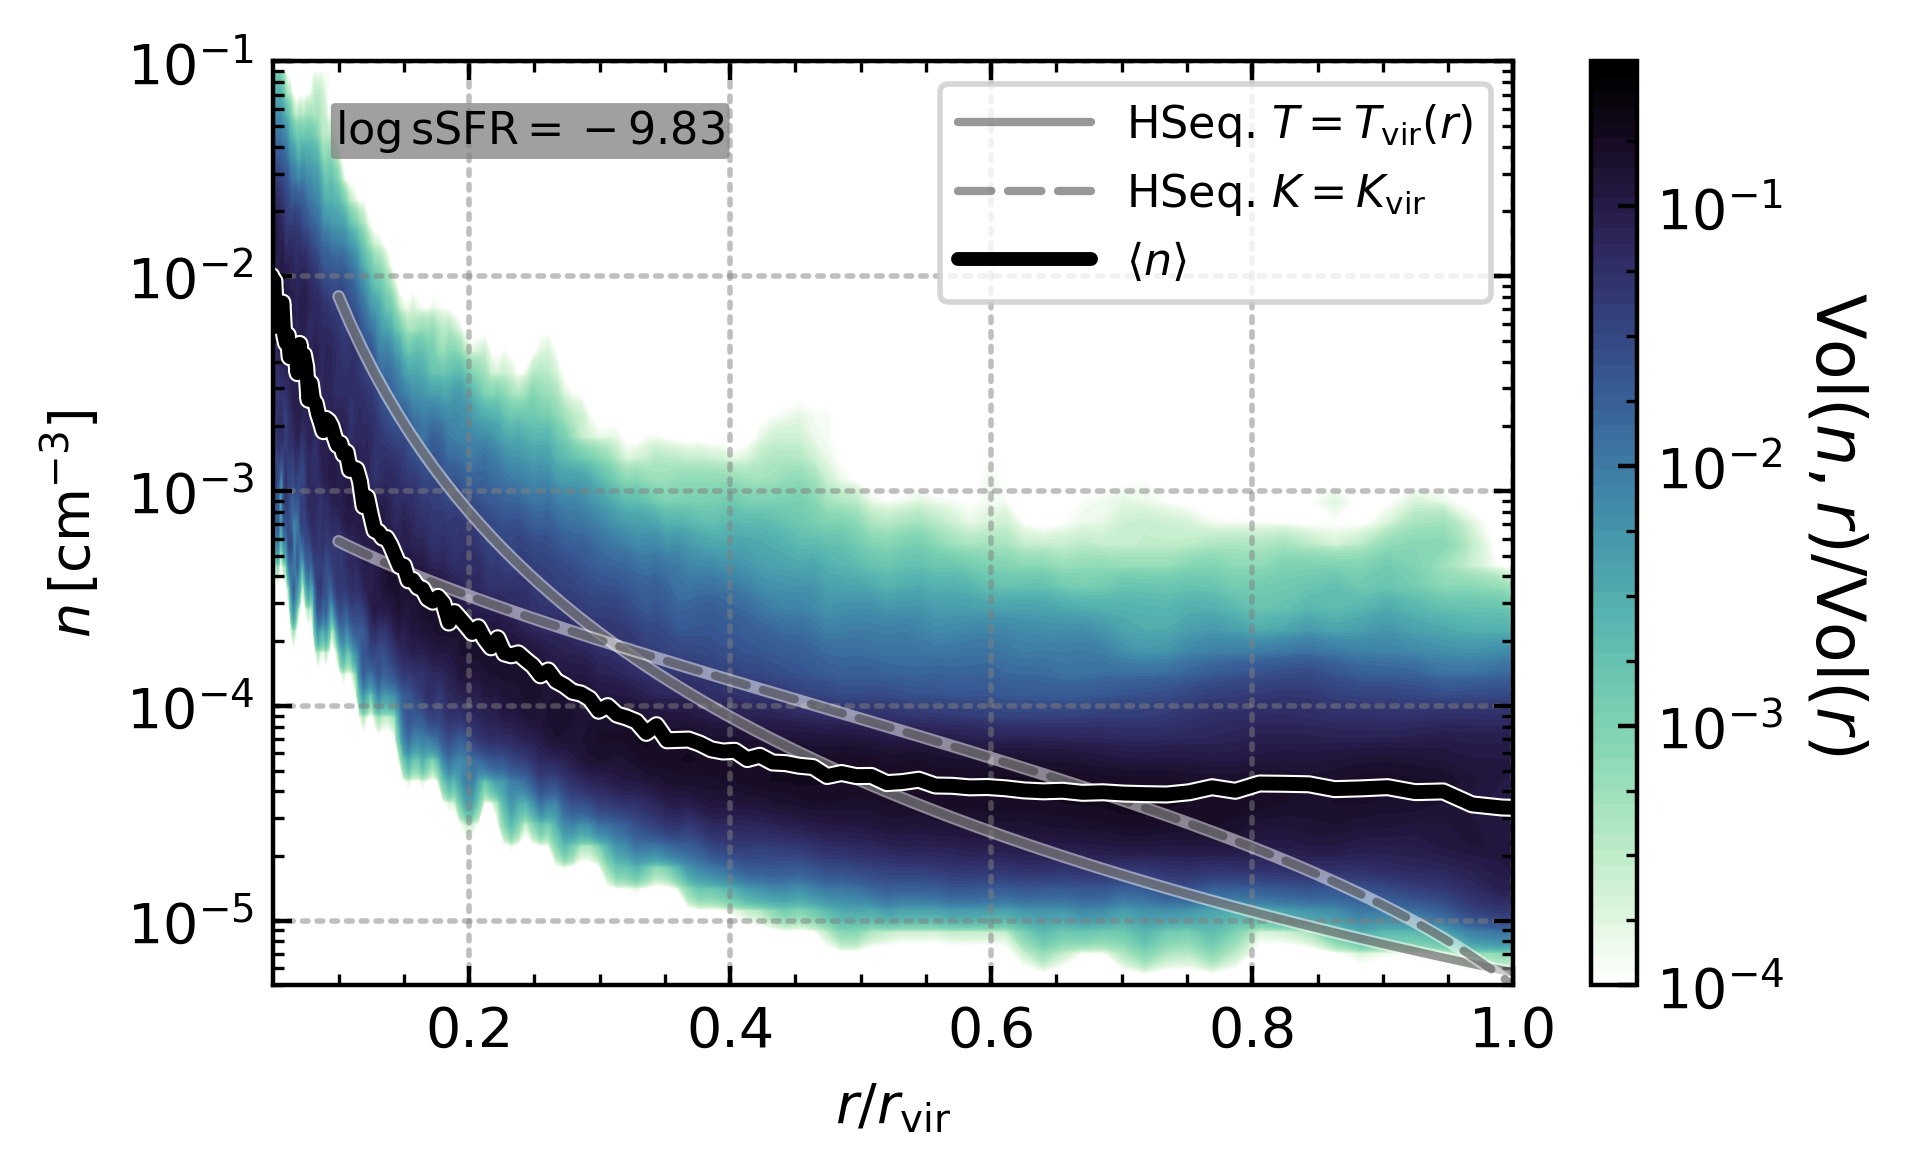 10⁻¹
10⁻²
10⁻³
10⁻⁴
10⁻⁵
n [cm⁻³]
log sSFR = −9.83
HSeq. T = T_vir(r)
HSeq. K = K_vir
⟨n⟩
0.2 0.4 0.6 0.8 1.0
r/r_vir
10⁻¹
10⁻²
10⁻³
10⁻⁴
Vol(n, r)/Vol(r)